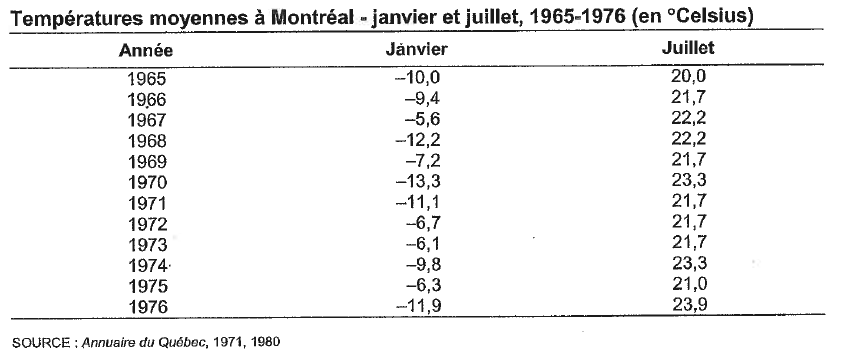 Températures moyennes à Montréal - janvier et juillet, 1965-1976 (en °Celsius)
Année Janvier Juillet
1965 –10,0 20,0
1966 –9,4 21,7
1967 –5,6 22,2
1968 –12,2 22,2
1969 –7,2 21,7
1970 –13,3 23,3
1971 –11,1 21,7
1972 –6,7 21,7
1973 –6,1 21,7
1974 –9,8 23,3
1975 –6,3 21,0
1976 –11,9 23,9
SOURCE : Annuaire du Québec, 1971, 1980